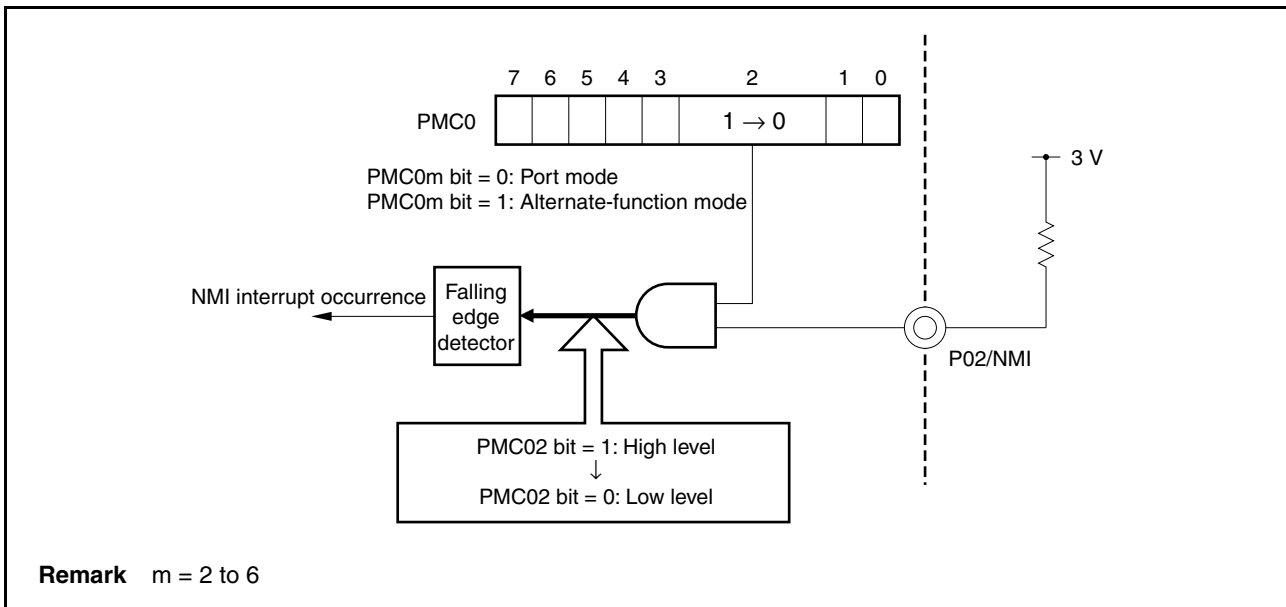 7 6 5 4 3 2 1 0
PMC0 1 → 0
3 V
PMC0m bit = 0: Port mode
PMC0m bit = 1: Alternate-function mode
NMI interrupt occurrence
Falling
edge
detector
P02/NMI
PMC02 bit = 1: High level
↓
PMC02 bit = 0: Low level
Remark m = 2 to 6